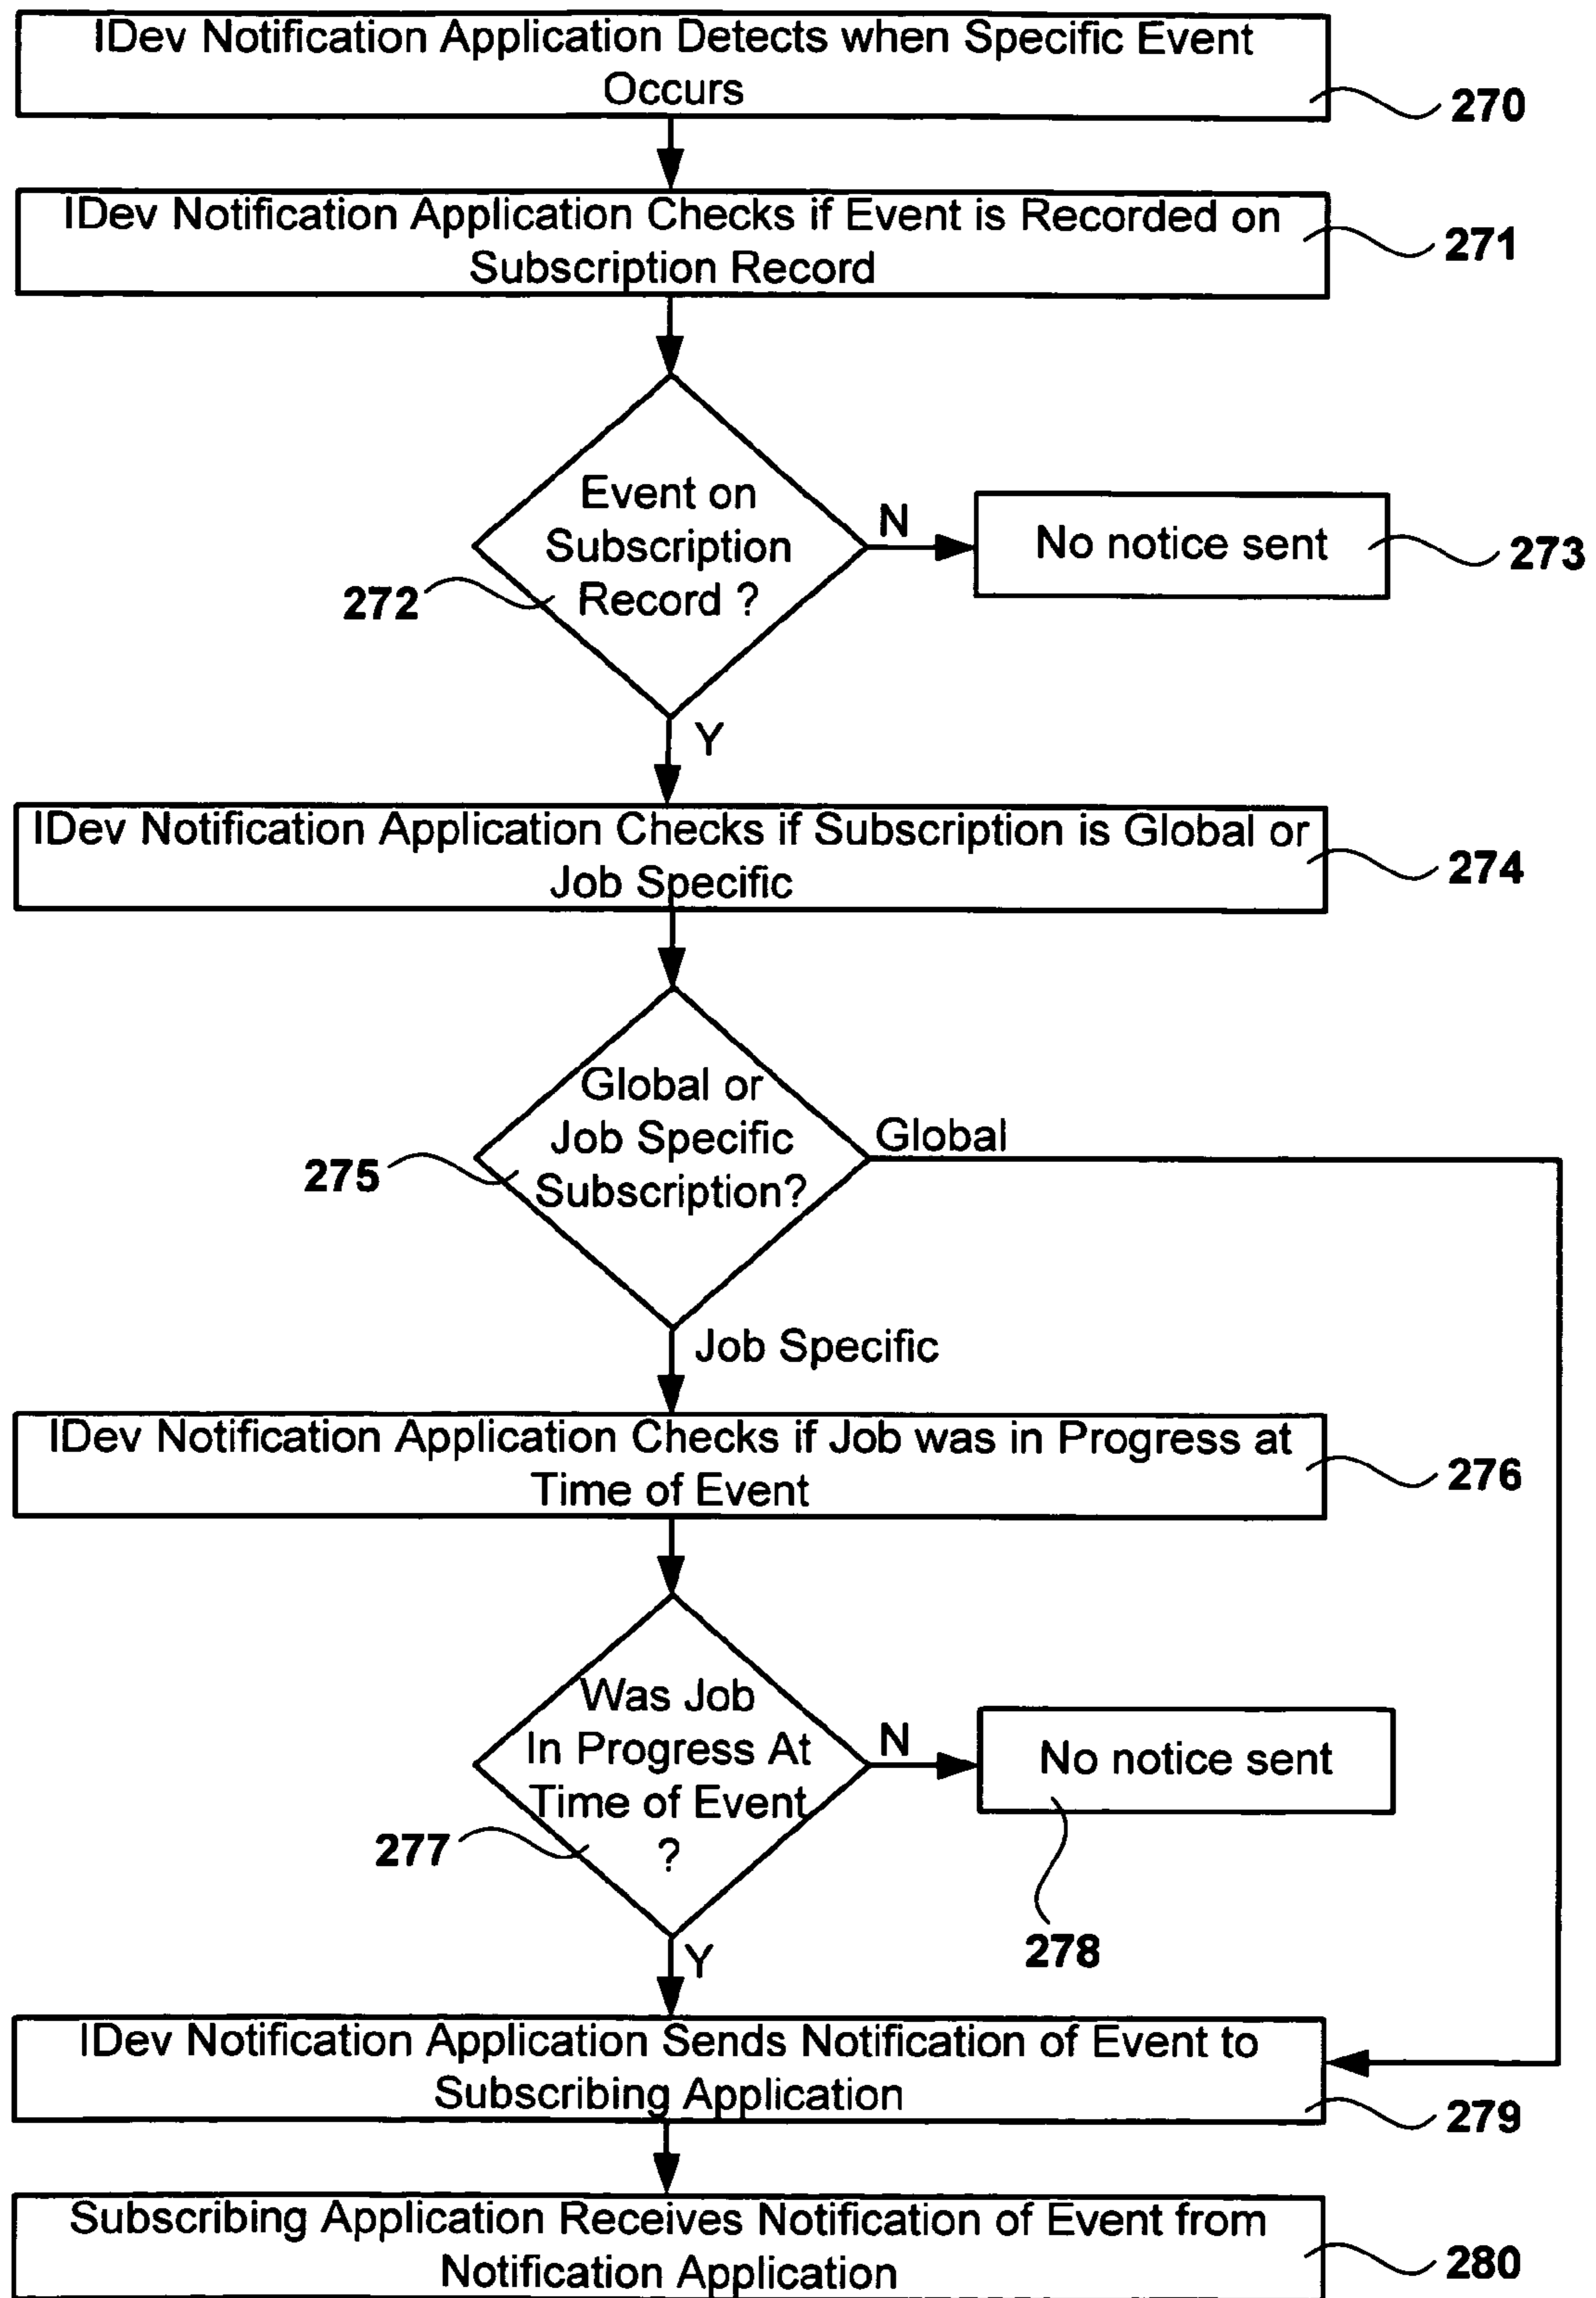 IDev Notification Application Detects when Specific Event
Occurs
270
IDev Notification Application Checks if Event is Recorded on
Subscription Record
271
Event on
Subscription
Record ?
272
N
No notice sent
273
Y
IDev Notification Application Checks if Subscription is Global or
Job Specific
274
Global or
Job Specific
Subscription?
275
Global
Job Specific
IDev Notification Application Checks if Job was in Progress at
Time of Event
276
Was Job
In Progress At
Time of Event
?
277
N
No notice sent
278
Y
IDev Notification Application Sends Notification of Event to
Subscribing Application
279
Subscribing Application Receives Notification of Event from
Notification Application
280